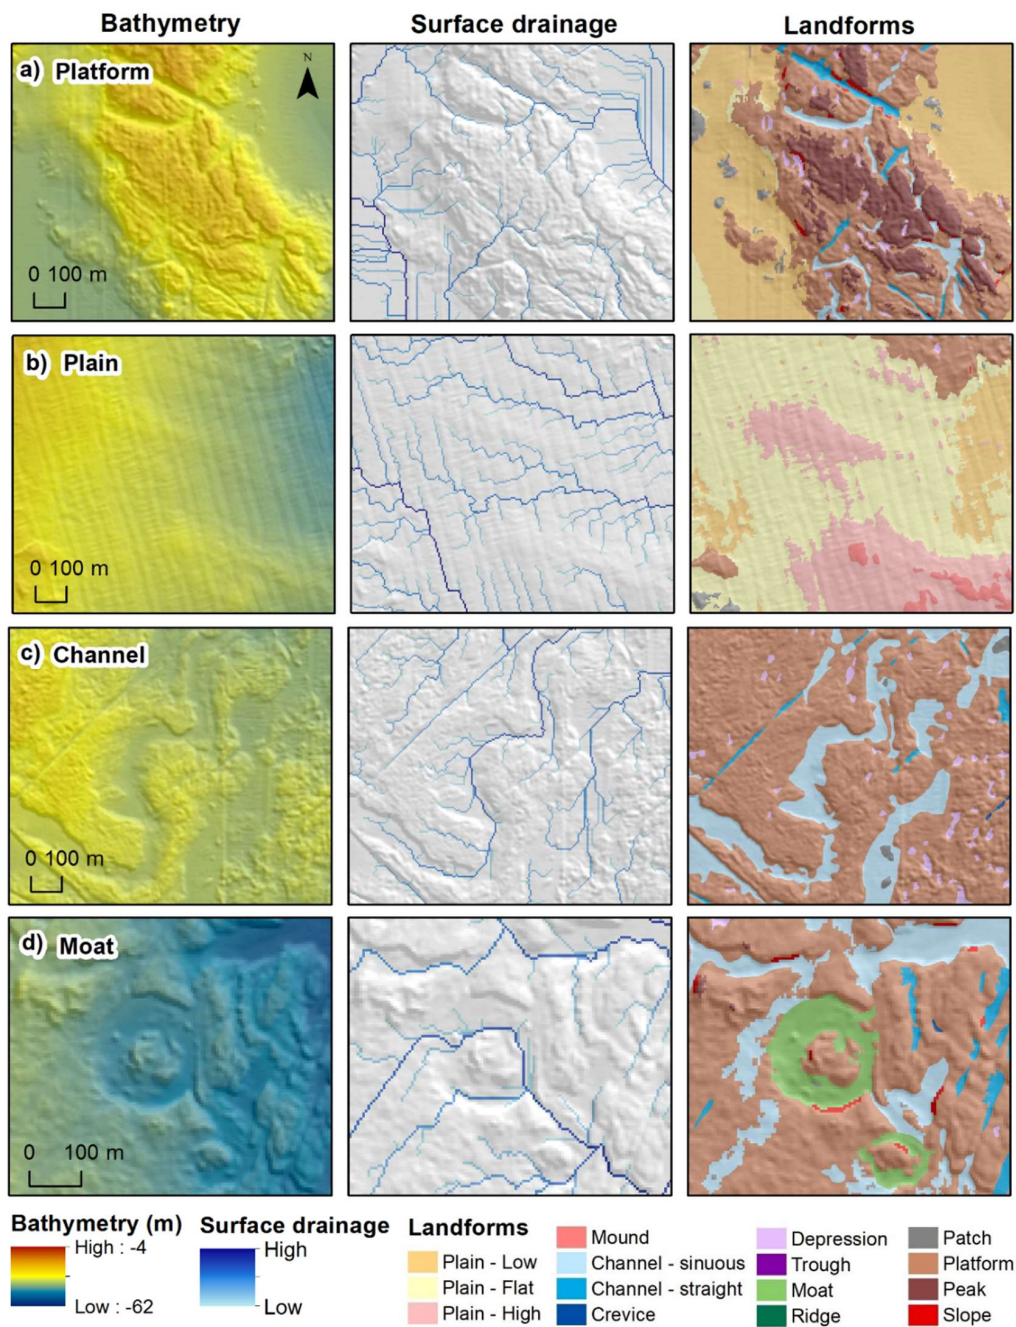 Bathymetry Surface drainage Landforms
a) Platform
N
0 100 m
b) Plain
0 100 m
c) Channel
0 100 m
d) Moat
0 100 m
Bathymetry (m)
High : -4
Low : -62
Surface drainage
High
Low
Landforms
Plain - Low
Plain - Flat
Plain - High
Mound
Channel - sinuous
Channel - straight
Crevice
Depression
Trough
Moat
Ridge
Patch
Platform
Peak
Slope